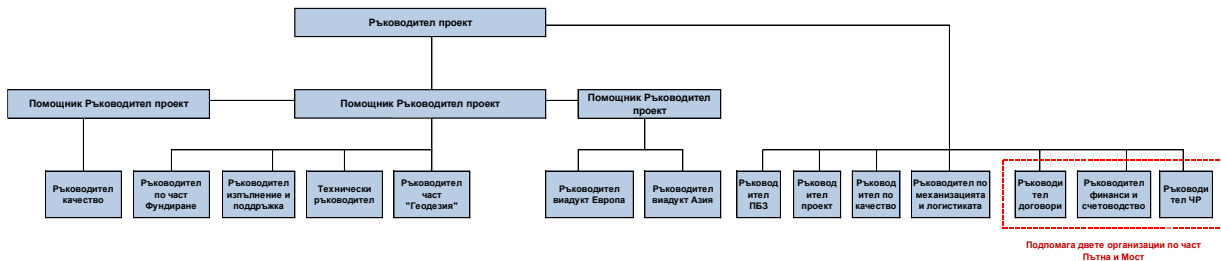 Ръководител проект
Помощник Ръководител проект
Помощник Ръководител проект
Помощник Ръководител
проект
Ръководител
качество
Ръководител
по част
Фундиране
Ръководител
изпълнение и
поддръжка
Технически
ръководител
Ръководител
част
"Геодезия"
Ръководител
виадукт Европа
Ръководител
виадукт Азия
Ръковод
ител
ПБЗ
Ръковод
ител
проект
Ръковод
ител по
качество
Ръководител по
механизацията
и логистиката
Ръководи
тел
договори
Ръководител
финанси и
счетоводство
Ръководи
тел ЧР
Подпомага двете организации по част
Пътна и Мост